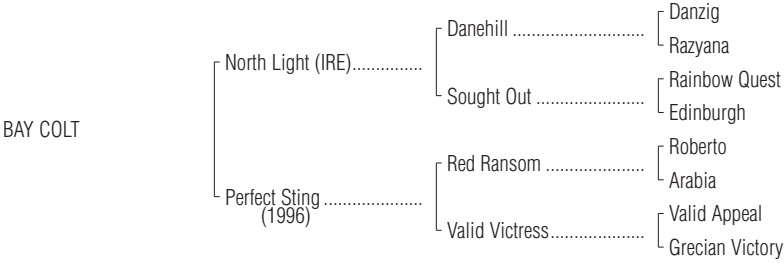 Danzig
Danehill ..........................
Razyana
North Light (IRE)...............
Rainbow Quest
Sought Out .....................
Edinburgh
BAY COLT
Roberto
Red Ransom ...................
Arabia
Perfect Sting .....................
(1996)
Valid Appeal
Valid Victress...................
Grecian Victory